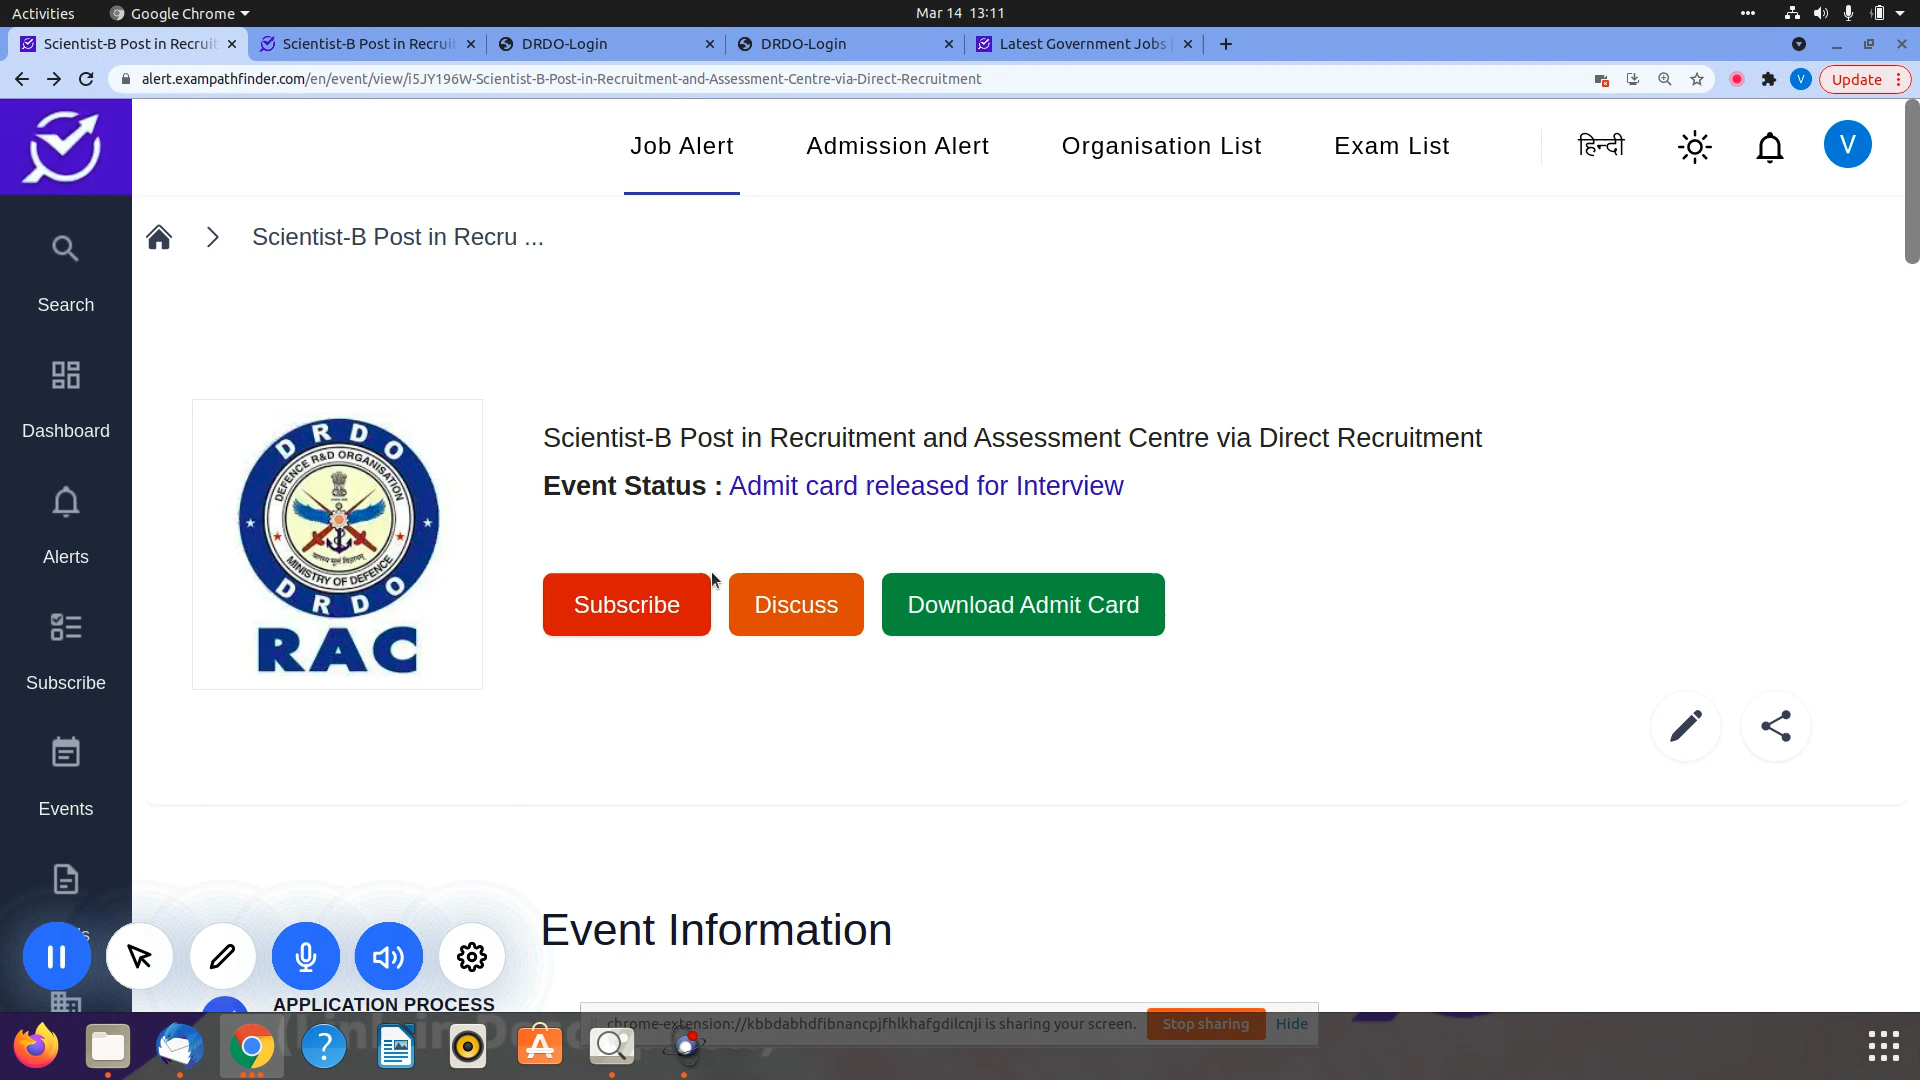 Activities
Google Chrome
Mar 14 13:11
Scientist-B Post in Recruit
Scientist-B Post in Recruit
DRDO-Login
DRDO-Login
Latest Government Jobs
alert.exampathfinder.com/en/event/view/i5JY196W-Scientist-B-Post-in-Recruitment-and-Assessment-Centre-via-Direct-Recruitment
V
Update
Job Alert
Admission Alert
Organisation List
Exam List
हिन्दी
V
Scientist-B Post in Recru ...
Search
Dashboard
Alerts
Subscribe
Events
DRDO
DEFENCE R&D ORGANISATION
MINISTRY OF DEFENCE
DRDO
RAC
Scientist-B Post in Recruitment and Assessment Centre via Direct Recruitment
Event Status : Admit card released for Interview
Subscribe
Discuss
Download Admit Card
Event Information
APPLICATION PROCESS
chrome-extension://kbbdabhdfibnancpjfhlkhafgdilcnji is sharing your screen.
Stop sharing
Hide